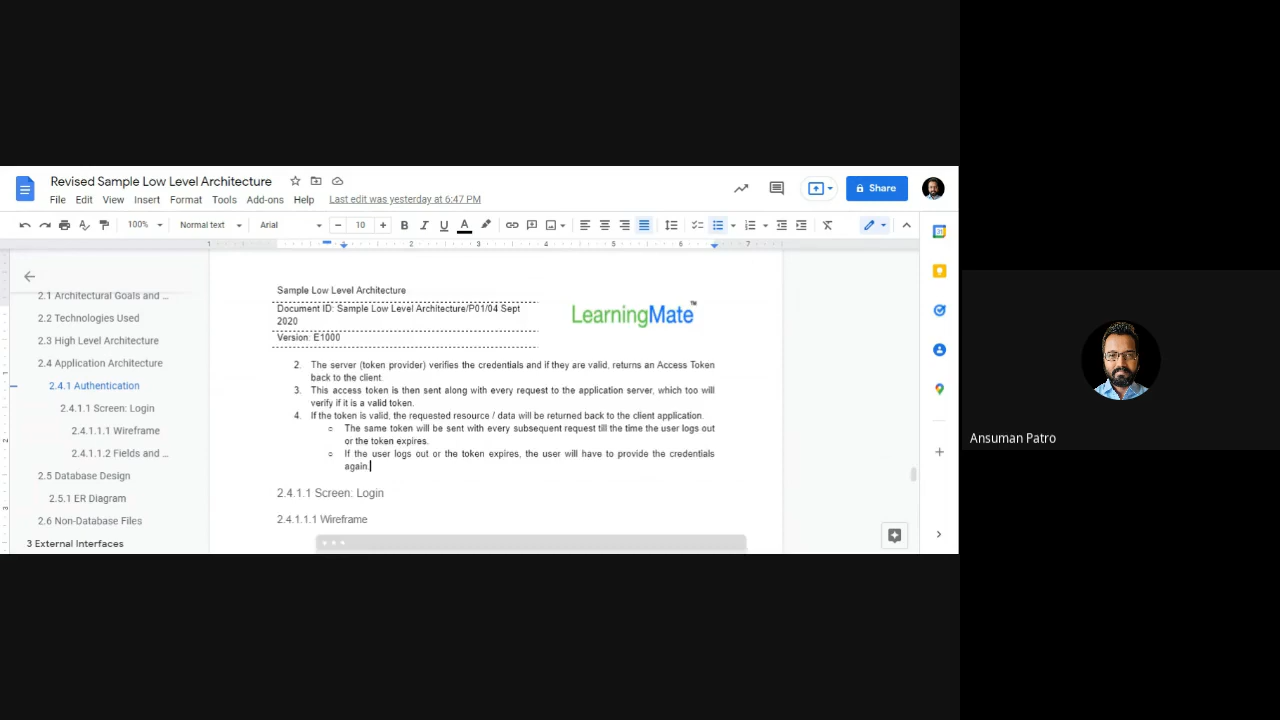 Revised Sample Low Level Architecture
File Edit View Insert Format Tools Add-ons Help Last edit was yesterday at 6:47 PM
Share
100% Normal text Arial 10 B I U A
1 1 2 3 4 5 6 7
2.1 Architectural Goals and ...
2.2 Technologies Used
2.3 High Level Architecture
2.4 Application Architecture
2.4.1 Authentication
2.4.1.1 Screen: Login
2.4.1.1.1 Wireframe
2.4.1.1.2 Fields and ...
2.5 Database Design
2.5.1 ER Diagram
2.6 Non-Database Files
3 External Interfaces
Sample Low Level Architecture
Document ID: Sample Low Level Architecture/P01/04 Sept
2020
Version: E1000
LearningMate™
2. The server (token provider) verifies the credentials and if they are valid, returns an Access Token
back to the client.
3. This access token is then sent along with every request to the application server, which too will
verify if it is a valid token.
4. If the token is valid, the requested resource / data will be returned back to the client application.
○ The same token will be sent with every subsequent request till the time the user logs out
or the token expires.
○ If the user logs out or the token expires, the user will have to provide the credentials
again.
2.4.1.1 Screen: Login
2.4.1.1.1 Wireframe
Ansuman Patro